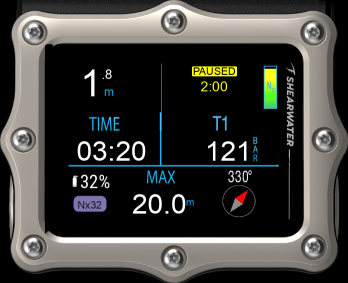 1.8 m
PAUSED
2:00
N₂
SHEARWATER
TIME
T1
03:20
121 BAR
32%
MAX
330°
Nx32
20.0m